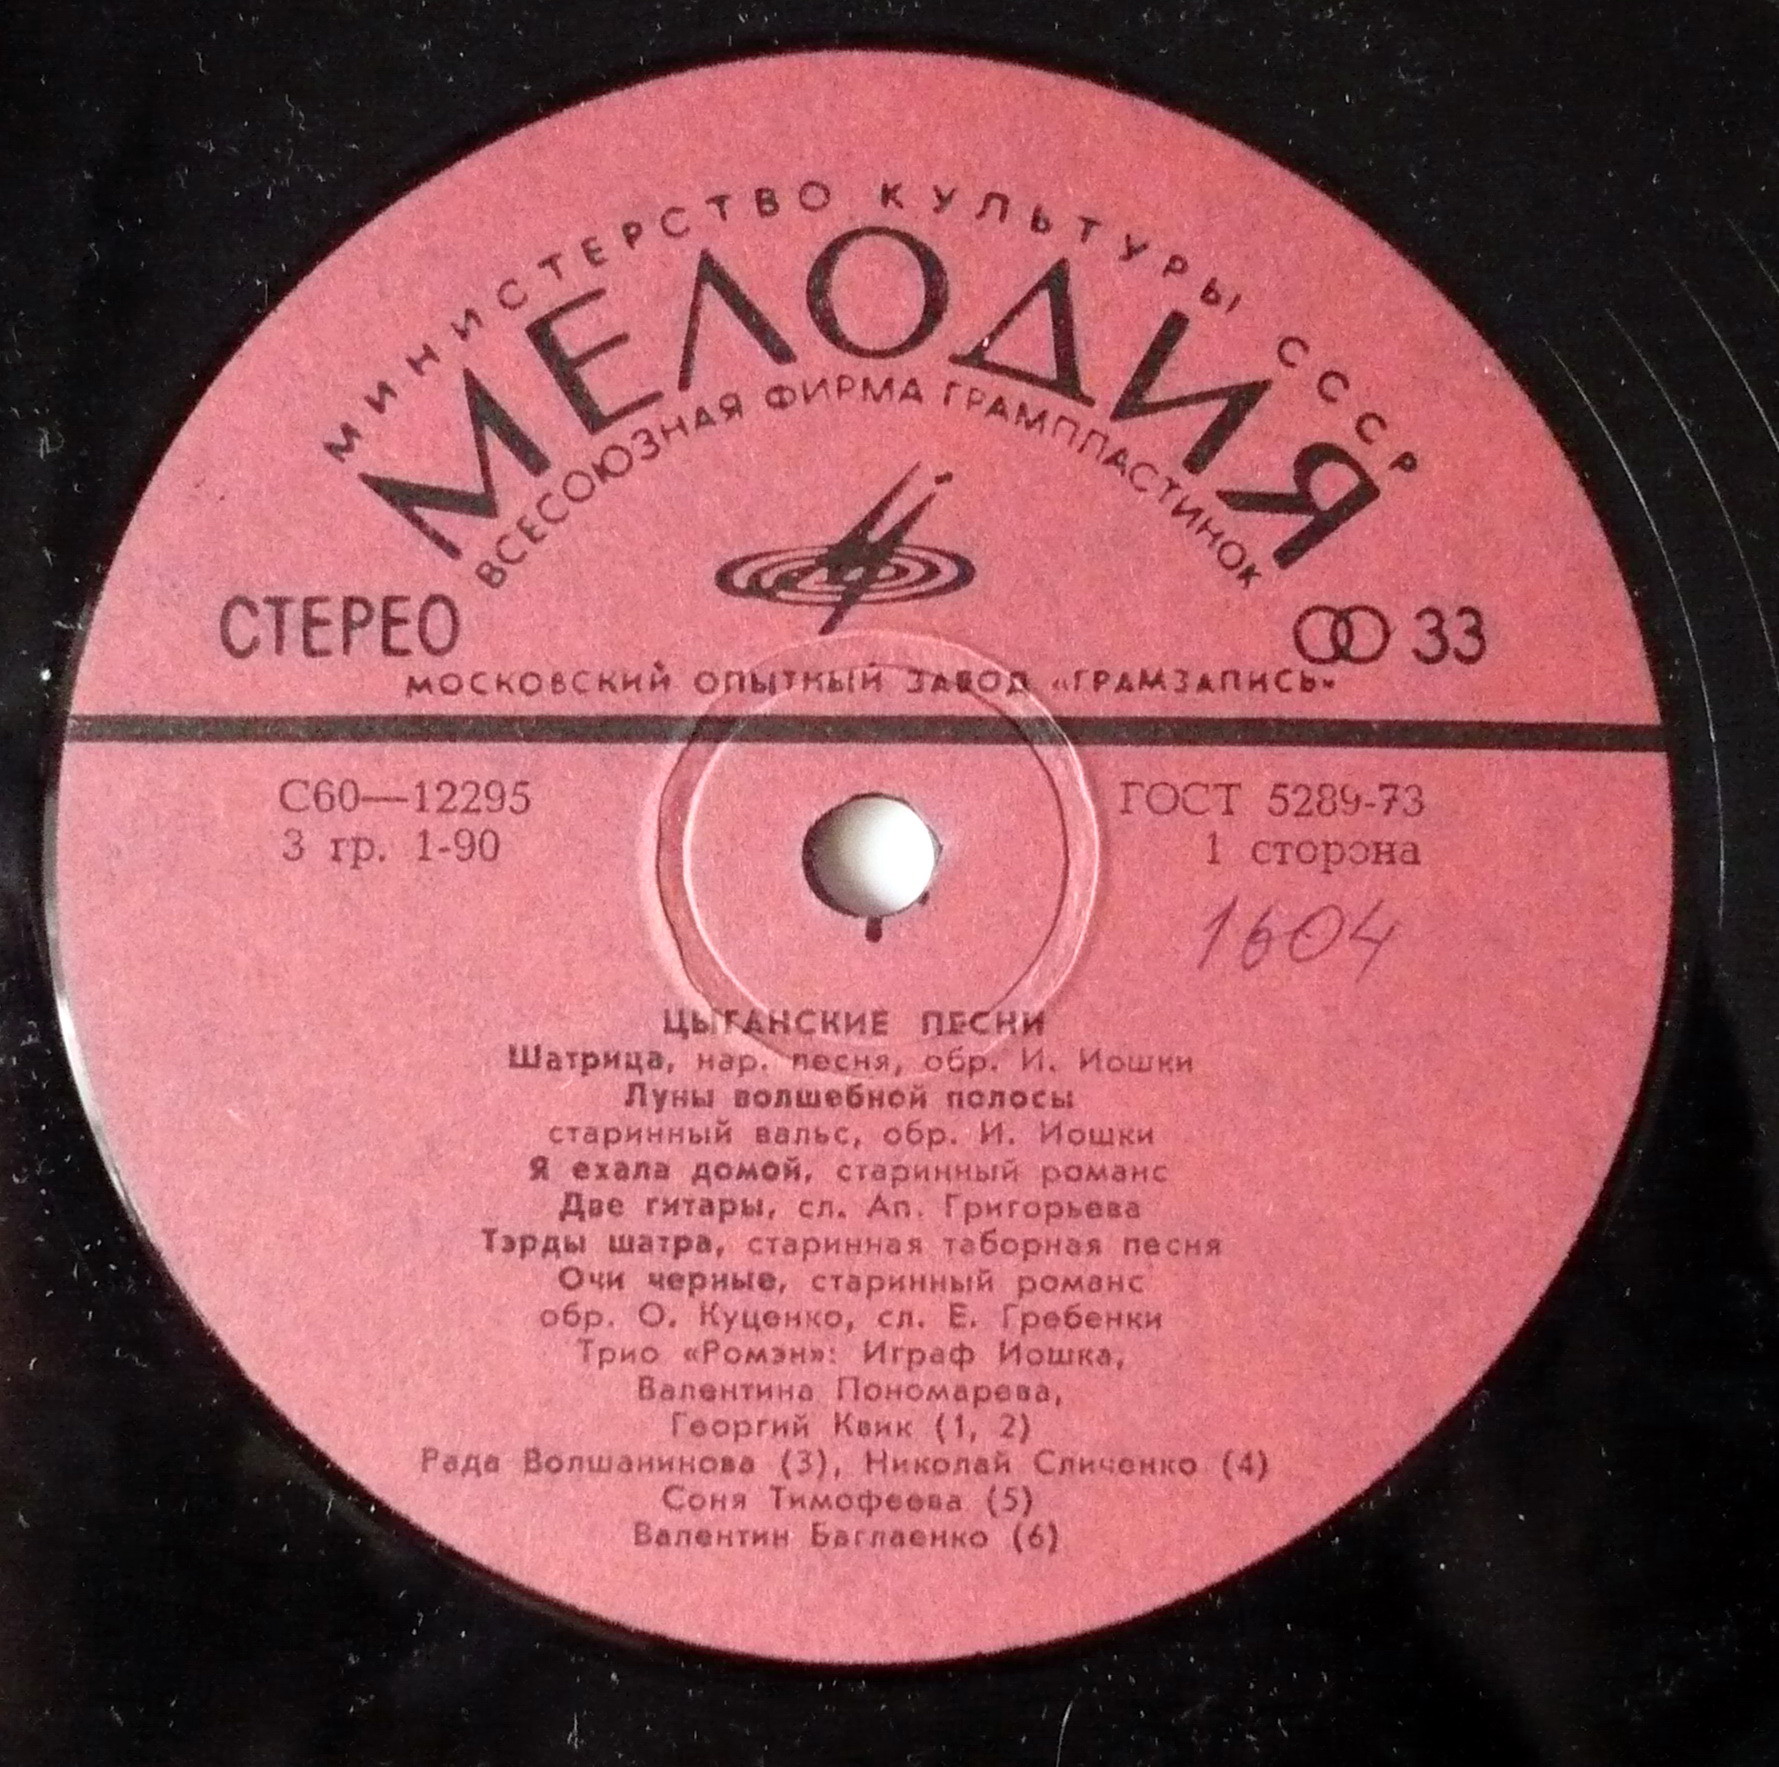 МИНИСТЕРСТВО КУЛЬТУРЫ СССР
МЕЛОДИЯ
ВСЕСОЮЗНАЯ ФИРМА ГРАМПЛАСТИНОК
СТЕРЕО
33
МОСКОВСКИЙ ОПЫТНЫЙ ЗАВОД «ГРАМЗАПИСЬ»
С60—12295
ГОСТ 5289-73
3 гр. 1-90
1 сторона
1604
ЦЫГАНСКИЕ ПЕСНИ
Шатрица, нар. песня, обр. И. Иошки
Луны волшебной полосы
старинный вальс, обр. И. Иошки
Я ехала домой, старинный романс
Две гитары, сл. Ап. Григорьева
Тэрды шатра, старинная таборная песня
Очи черные, старинный романс
обр. О. Куценко, сл. Е. Гребенки
Трио «Ромэн»: Играф Иошка,
Валентина Пономарева,
Георгий Квик (1, 2)
Рада Волшанинова (3), Николай Сличенко (4)
Соня Тимофеева (5)
Валентин Баглаенко (6)